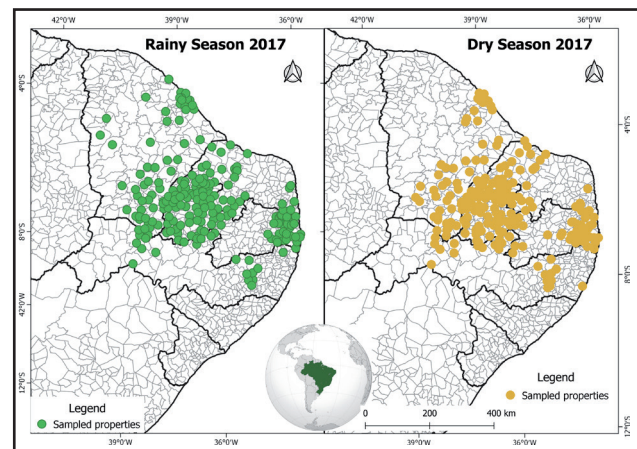 42°0'S 39°0'S 36°0'S 42°0'S 39°0'S 36°0'S
Rainy Season 2017
Dry Season 2017
4°0'S
4°0'S
8°0'S
8°0'S
42°0'S
12°0'S
12°0'S
Legend
Sampled properties
Legend
Sampled properties
0 200 400 km
39°0'S 36°0'S 39°0'S 36°0'S